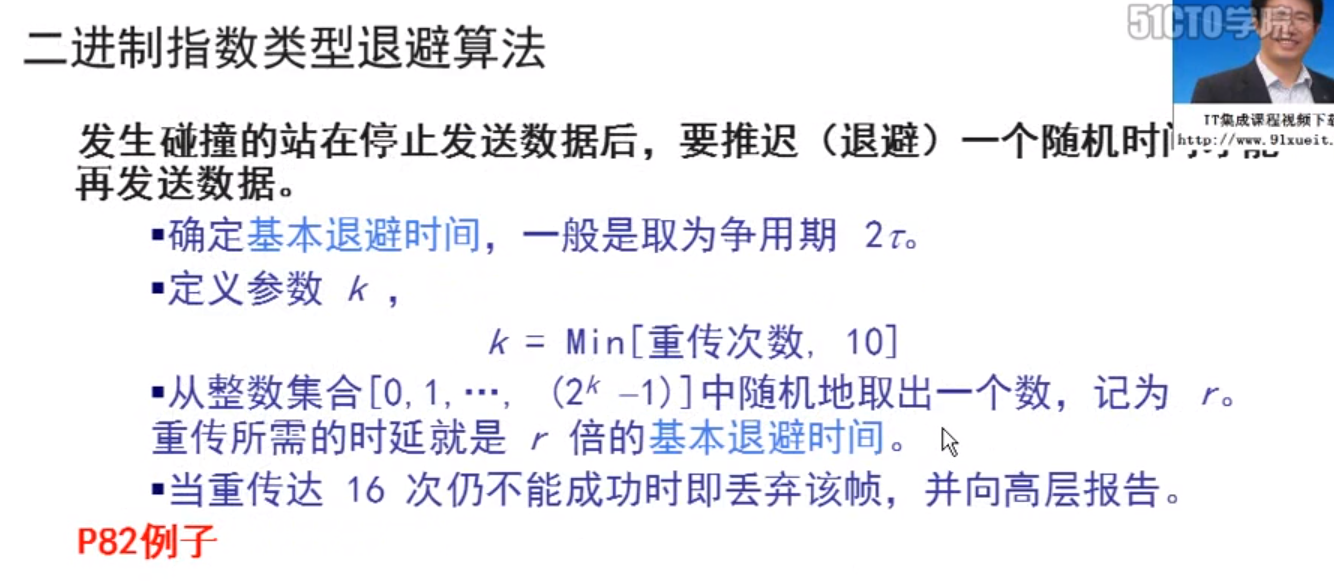 二进制指数类型退避算法
51CTO学院
IT集成课程视频下载
http://www.91xueit.
发生碰撞的站在停止发送数据后，要推迟（退避）一个随机时间才能
再发送数据。
▪确定基本退避时间，一般是取为争用期 2τ。
▪定义参数 k ，
k = Min[重传次数, 10]
▪从整数集合[0,1,…, (2ᵏ –1)]中随机地取出一个数，记为 r。
重传所需的时延就是 r 倍的基本退避时间。
▪当重传达 16 次仍不能成功时即丢弃该帧，并向高层报告。
P82例子